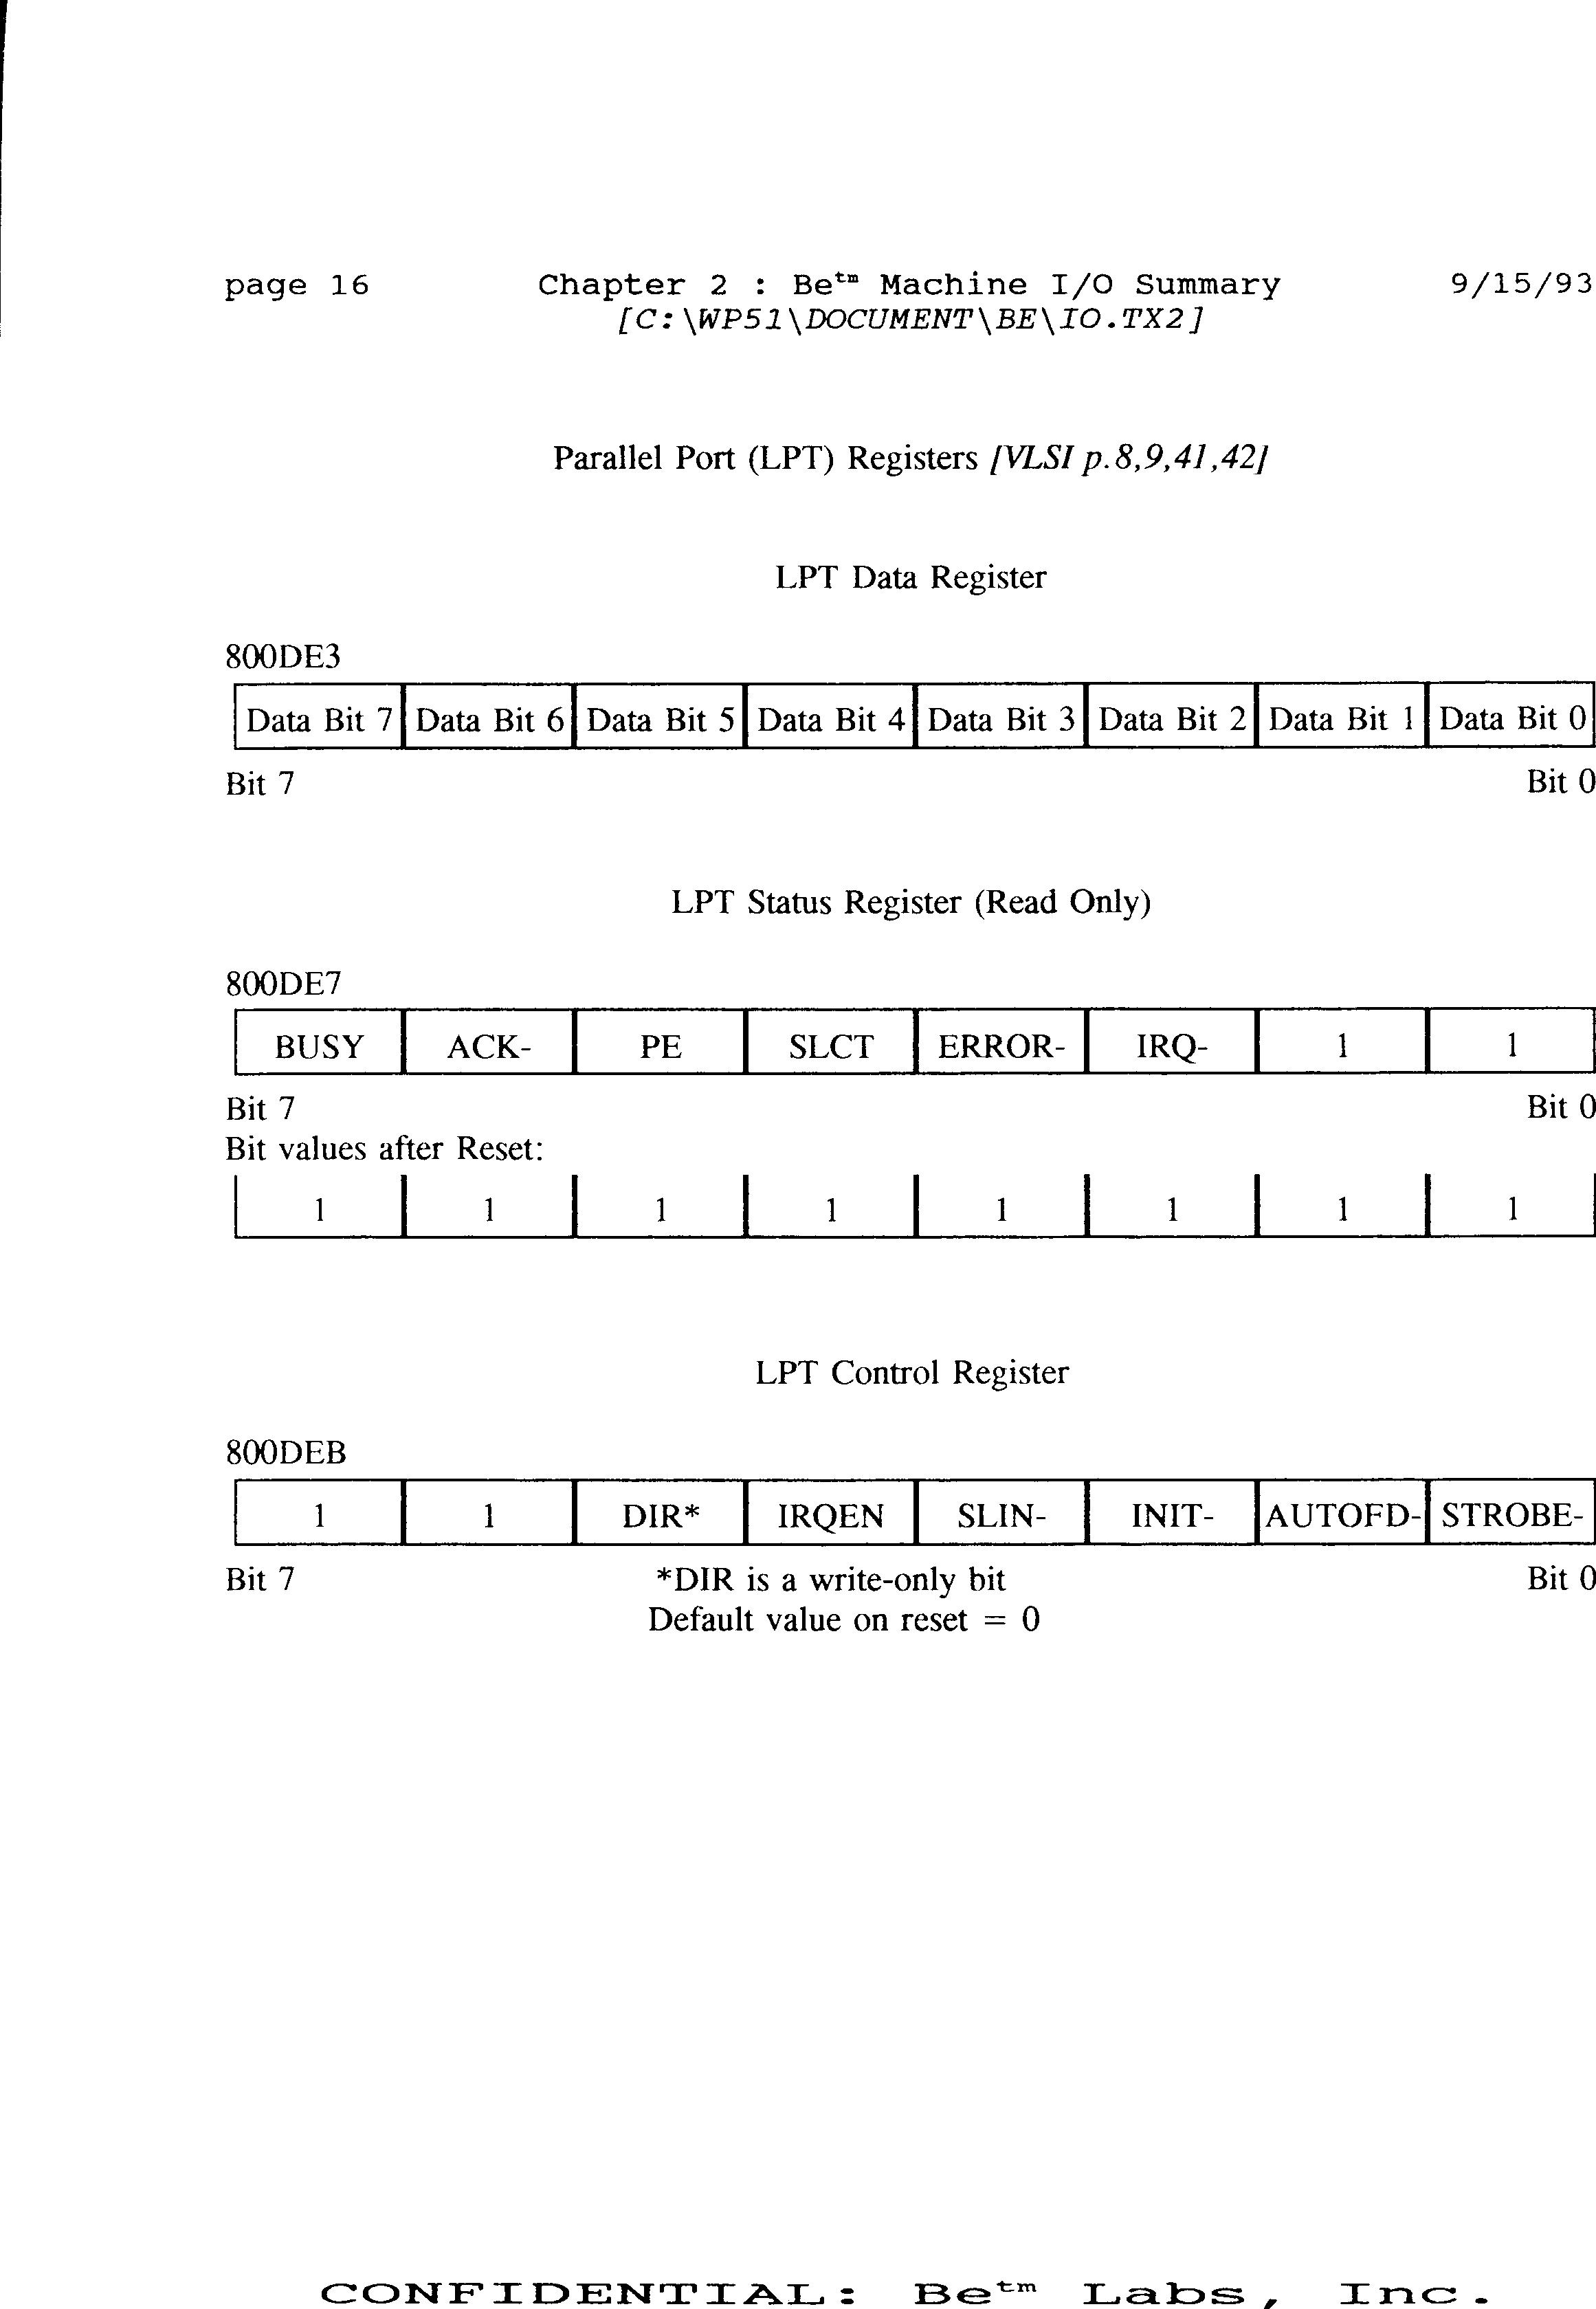 page 16 Chapter 2 : Be™ Machine I/O Summary 9/15/93
[C:\WP51\DOCUMENT\BE\IO.TX2]
Parallel Port (LPT) Registers [VLSI p.8,9,41,42]
LPT Data Register
800DE3
Data Bit 7 Data Bit 6 Data Bit 5 Data Bit 4 Data Bit 3 Data Bit 2 Data Bit 1 Data Bit 0
Bit 7 Bit 0
LPT Status Register (Read Only)
800DE7
BUSY ACK- PE SLCT ERROR- IRQ- 1 1
Bit 7 Bit 0
Bit values after Reset:
1 1 1 1 1 1 1 1
LPT Control Register
800DEB
1 1 DIR* IRQEN SLIN- INIT- AUTOFD- STROBE-
Bit 7 *DIR is a write-only bit Bit 0
Default value on reset = 0
CONFIDENTIAL: Be™ Labs, Inc.